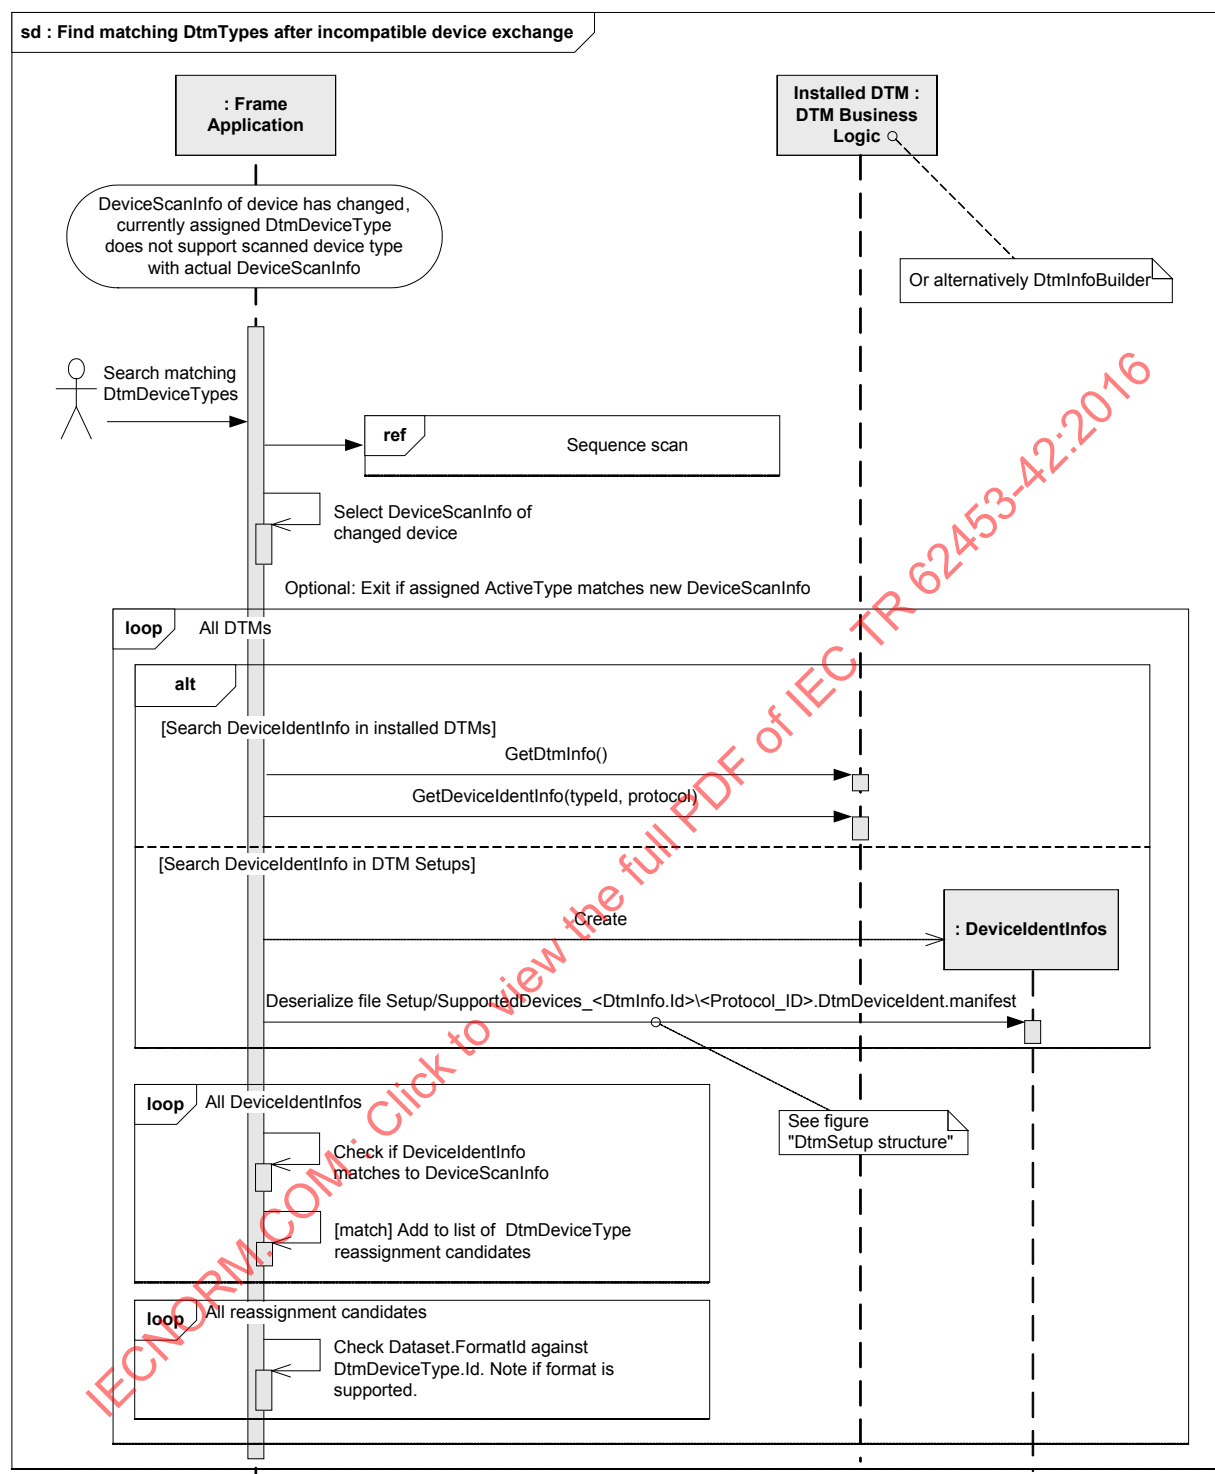 sd : Find matching DtmTypes after incompatible device exchange
: Frame
Application
Installed DTM :
DTM Business
Logic
DeviceScanInfo of device has changed,
currently assigned DtmDeviceType
does not support scanned device type
with actual DeviceScanInfo
Or alternatively DtmInfoBuilder
Search matching
DtmDeviceTypes
ref
Sequence scan
Select DeviceScanInfo of
changed device
Optional: Exit if assigned ActiveType matches new DeviceScanInfo
loop
All DTMs
alt
[Search DeviceIdentInfo in installed DTMs]
GetDtmInfo()
GetDeviceIdentInfo(typeId, protocol)
[Search DeviceIdentInfo in DTM Setups]
Create
: DeviceIdentInfos
Deserialize file Setup/SupportedDevices_<DtmInfo.Id>\<Protocol_ID>.DtmDeviceIdent.manifest
loop
All DeviceIdentInfos
See figure
"DtmSetup structure"
Check if DeviceIdentInfo
matches to DeviceScanInfo
[match] Add to list of DtmDeviceType
reassignment candidates
loop
All reassignment candidates
Check Dataset.FormatId against
DtmDeviceType.Id. Note if format is
supported.
IECNORM.COM: Click to view the full PDF of IEC TR 62453-42:2016